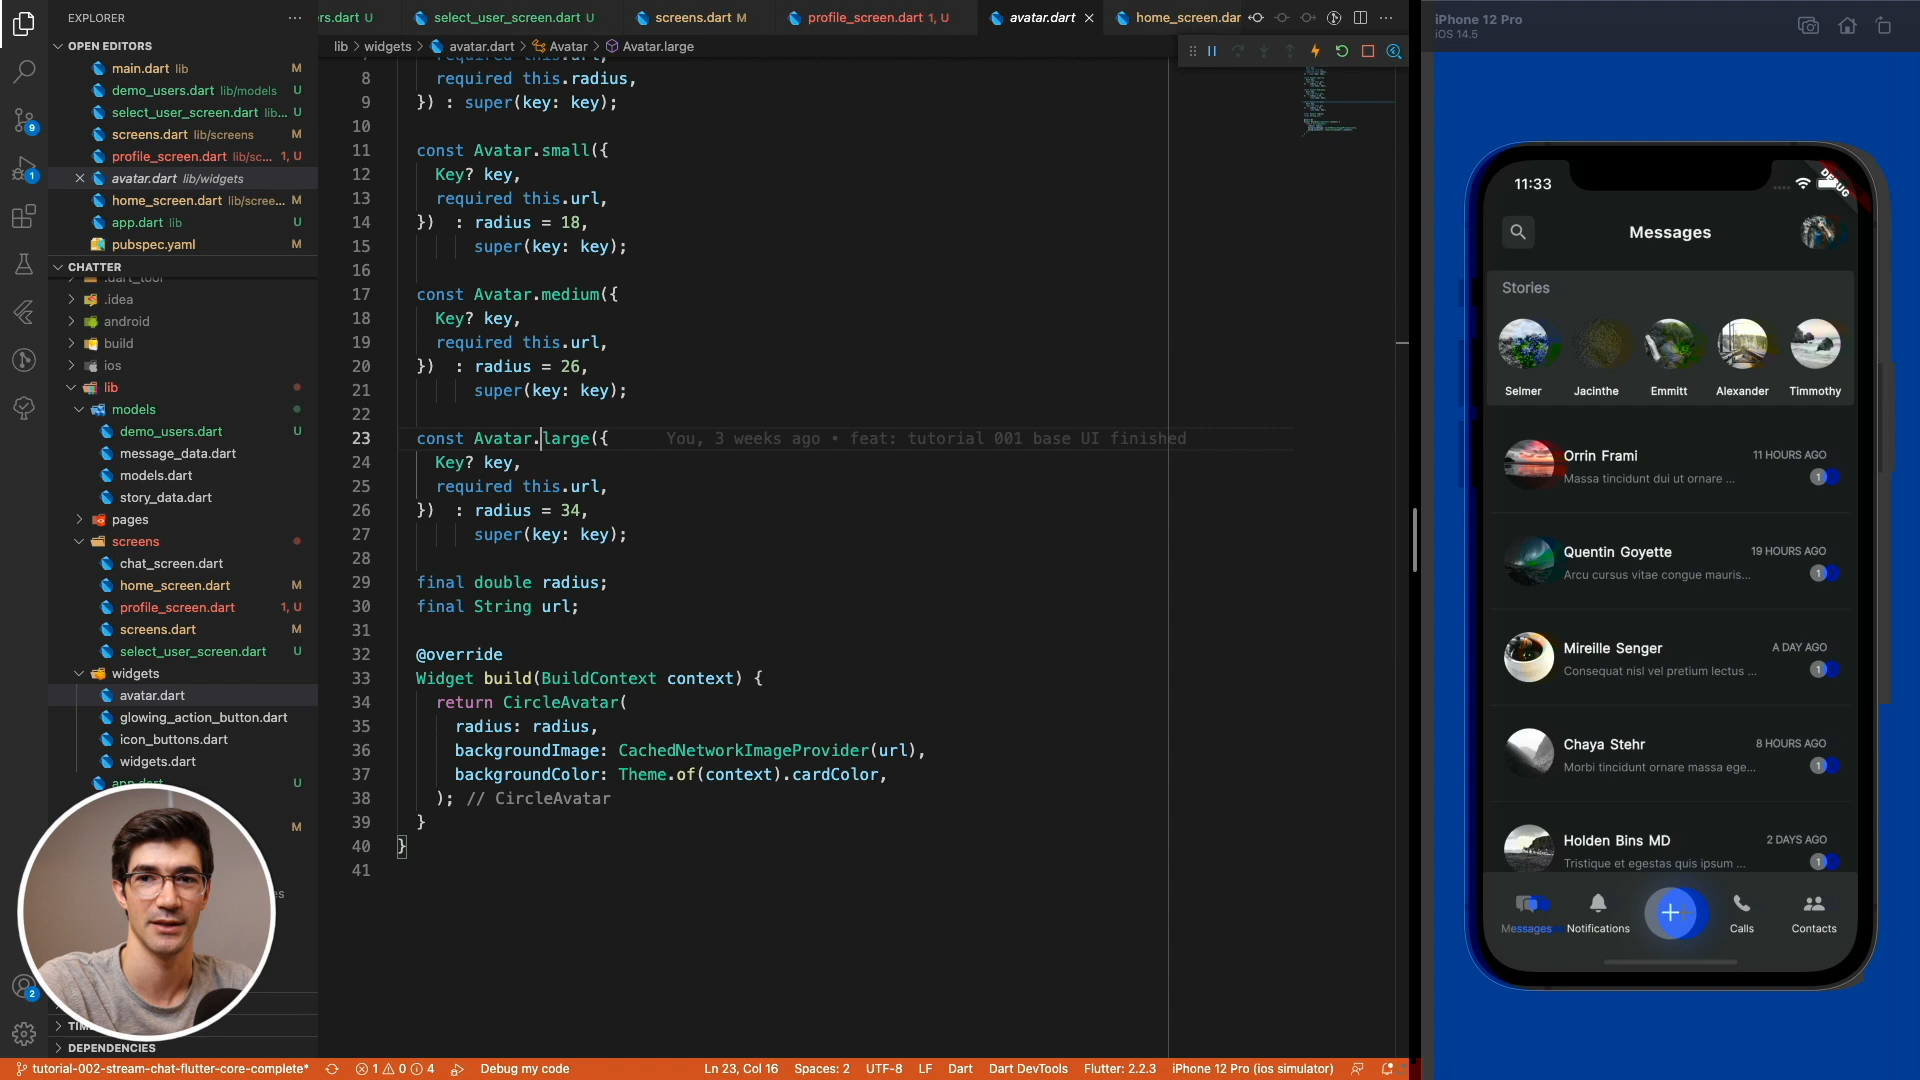 EXPLORER
OPEN EDITORS
main.dart lib M
demo_users.dart lib/models U
select_user_screen.dart lib... U
screens.dart lib/screens M
profile_screen.dart lib/sc... 1, U
avatar.dart lib/widgets
home_screen.dart lib/scree... M
app.dart lib U
pubspec.yaml M
CHATTER
.dart_tool
.idea
android
build
ios
lib
models
demo_users.dart U
message_data.dart
models.dart
story_data.dart
pages
screens
chat_screen.dart
home_screen.dart M
profile_screen.dart 1, U
screens.dart M
select_user_screen.dart U
widgets
avatar.dart
glowing_action_button.dart
icon_buttons.dart
widgets.dart
app.dart U
M
DEPENDENCIES
9
1
2
rs.dart U
select_user_screen.dart U
screens.dart M
profile_screen.dart 1, U
avatar.dart
home_screen.dar
lib > widgets > avatar.dart > Avatar > Avatar.large
7 required this.url,
8 required this.radius,
9 }) : super(key: key);
10
11 const Avatar.small({
12 Key? key,
13 required this.url,
14 }) : radius = 18,
15 super(key: key);
16
17 const Avatar.medium({
18 Key? key,
19 required this.url,
20 }) : radius = 26,
21 super(key: key);
22
23 const Avatar.large({ You, 3 weeks ago • feat: tutorial 001 base UI finished
24 Key? key,
25 required this.url,
26 }) : radius = 34,
27 super(key: key);
28
29 final double radius;
30 final String url;
31
32 @override
33 Widget build(BuildContext context) {
34 return CircleAvatar(
35 radius: radius,
36 backgroundImage: CachedNetworkImageProvider(url),
37 backgroundColor: Theme.of(context).cardColor,
38 ); // CircleAvatar
39 }
40 }
41
tutorial-002-stream-chat-flutter-core-complete* 1 0 4 Debug my code Ln 23, Col 16 Spaces: 2 UTF-8 LF Dart Dart DevTools Flutter: 2.2.3 iPhone 12 Pro (ios simulator)
iPhone 12 Pro
iOS 14.5
11:33
DEBUG
Messages
Stories
Selmer Jacinthe Emmitt Alexander Timmothy
Orrin Frami 11 HOURS AGO
Massa tincidunt dui ut ornare ... 1
Quentin Goyette 19 HOURS AGO
Arcu cursus vitae congue mauris... 1
Mireille Senger A DAY AGO
Consequat nisl vel pretium lectus ... 1
Chaya Stehr 8 HOURS AGO
Morbi tincidunt ornare massa ege... 1
Holden Bins MD 2 DAYS AGO
Tristique et egestas quis ipsum ... 1
Messages Notifications Calls Contacts